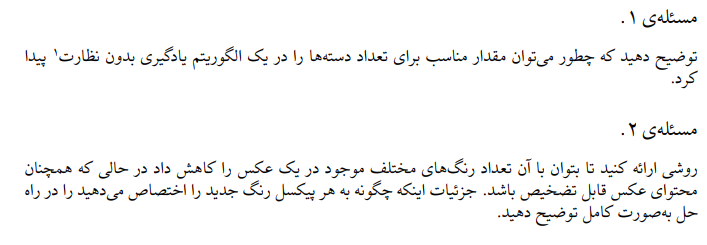 مسئله‌ی ۱.
توضیح دهید که چطور می‌توان مقدار مناسب برای تعداد دسته‌ها را در یک الگوریتم یادگیری بدون نظارت۱ پیدا
کرد.
مسئله‌ی ۲.
روشی ارائه کنید تا بتوان با آن تعداد رنگ‌های مختلف موجود در یک عکس را کاهش داد در حالی که همچنان
محتوای عکس قابل تضخیص باشد. جزئیات اینکه چگونه به هر پیکسل رنگ جدید را اختصاص می‌دهید را در راه
حل به‌صورت کامل توضیح دهید.